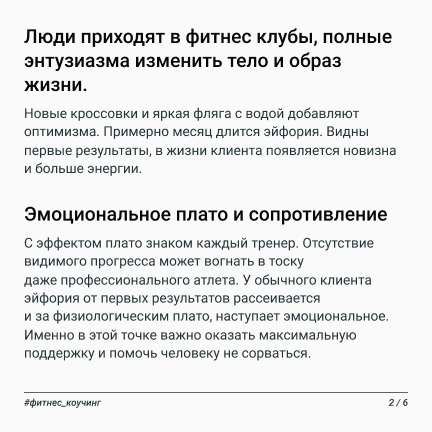 Люди приходят в фитнес клубы, полные
энтузиазма изменить тело и образ
жизни.
Новые кроссовки и яркая фляга с водой добавляют
оптимизма. Примерно месяц длится эйфория. Видны
первые результаты, в жизни клиента появляется новизна
и больше энергии.
Эмоциональное плато и сопротивление
С эффектом плато знаком каждый тренер. Отсутствие
видимого прогресса может вогнать в тоску
даже профессионального атлета. У обычного клиента
эйфория от первых результатов рассеивается
и за физиологическим плато, наступает эмоциональное.
Именно в этой точке важно оказать максимальную
поддержку и помочь человеку не сорваться.
#фитнес_коучинг
2 / 6